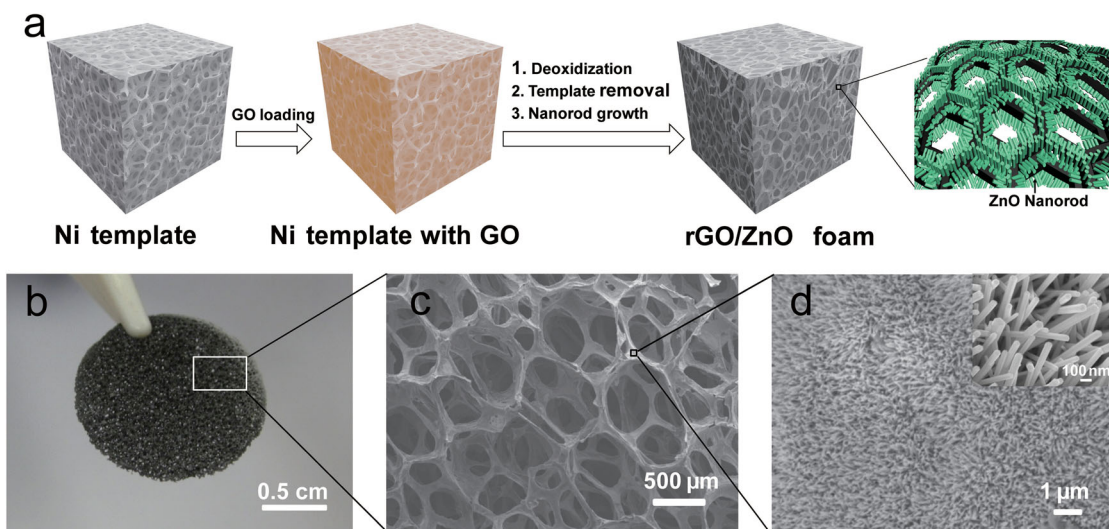 a
GO loading
1. Deoxidization
2. Template removal
3. Nanorod growth
ZnO Nanorod
Ni template
Ni template with GO
rGO/ZnO foam
b
0.5 cm
c
500 µm
d
100 nm
1 µm